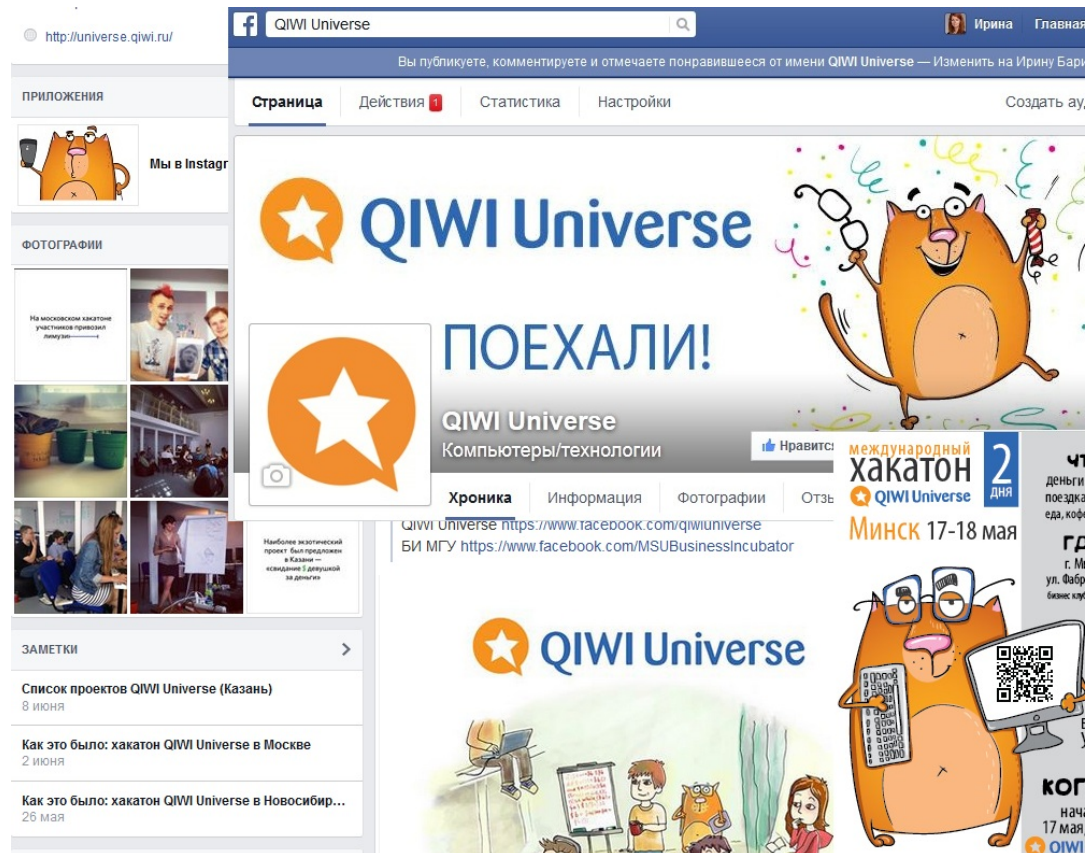 http://universe.qiwi.ru/
ПРИЛОЖЕНИЯ
Мы в Instagr
ФОТОГРАФИИ
На московском хакатоне
участников привозил
лимузин
Наиболее экзотический
проект был предложен
в Казани —
«свидание $ девушкой
за деньги»
ЗАМЕТКИ
Список проектов QIWI Universe (Казань)
8 июня
Как это было: хакатон QIWI Universe в Москве
2 июня
Как это было: хакатон QIWI Universe в Новосибир...
26 мая
QIWI Universe
Ирина Главная
Вы публикуете, комментируете и отмечаете понравившееся от имени QIWI Universe — Изменить на Ирину Бари
Страница Действия 1 Статистика Настройки
Создать ау
QIWI Universe
ПОЕХАЛИ!
QIWI Universe
Компьютеры/технологии
Нравится
Хроника Информация Фотографии Отзы
QIWI Universe https://www.facebook.com/qiwiuniverse
БИ МГУ https://www.facebook.com/MSUBusinessIncubator
QIWI Universe
международный
хакатон
QIWI Universe
2
дня
Минск 17-18 мая
чт
деньги
поездка
еда, кофе
гд
г. М
ул. Фабр
бизнес клуб
КОГ
нача
17 мая
QIWI